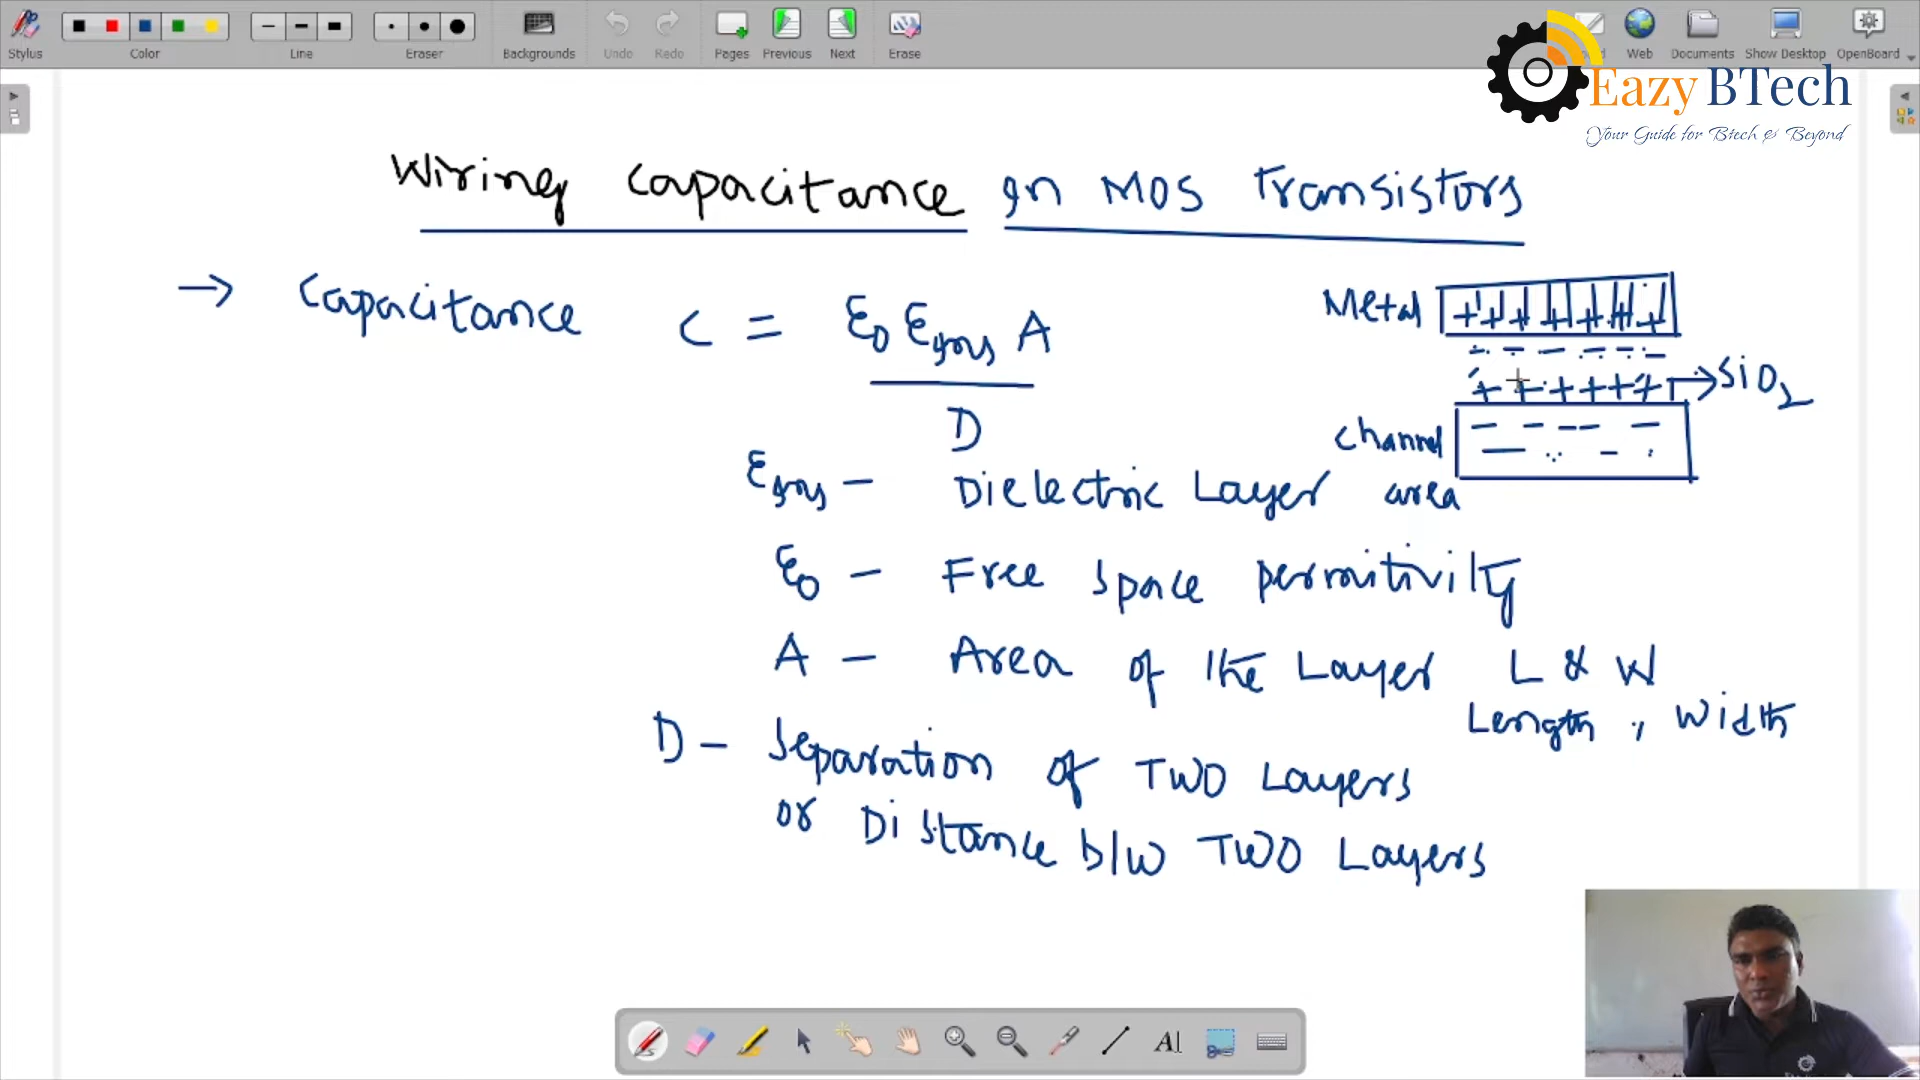 Stylus
Color
Line
Eraser
Backgrounds
Undo
Redo
Pages
Previous
Next
Erase
Web
Documents
Show Desktop
OpenBoard
Eazy BTech
Your Guide for Btech & Beyond
Wiring Capacitance In MOS Transistors
→ Capacitance C = ε0 εins A
D
Metal
+ + + + + + +
- - - - - -
+ + + + + + → SiO2
Channel
area
εins – Dielectric Layer
ε0 – Free space permitivity
A – Area of the Layer L & W
Length, Width
D – Separation of Two Layers
or Distance b/w Two Layers
AI